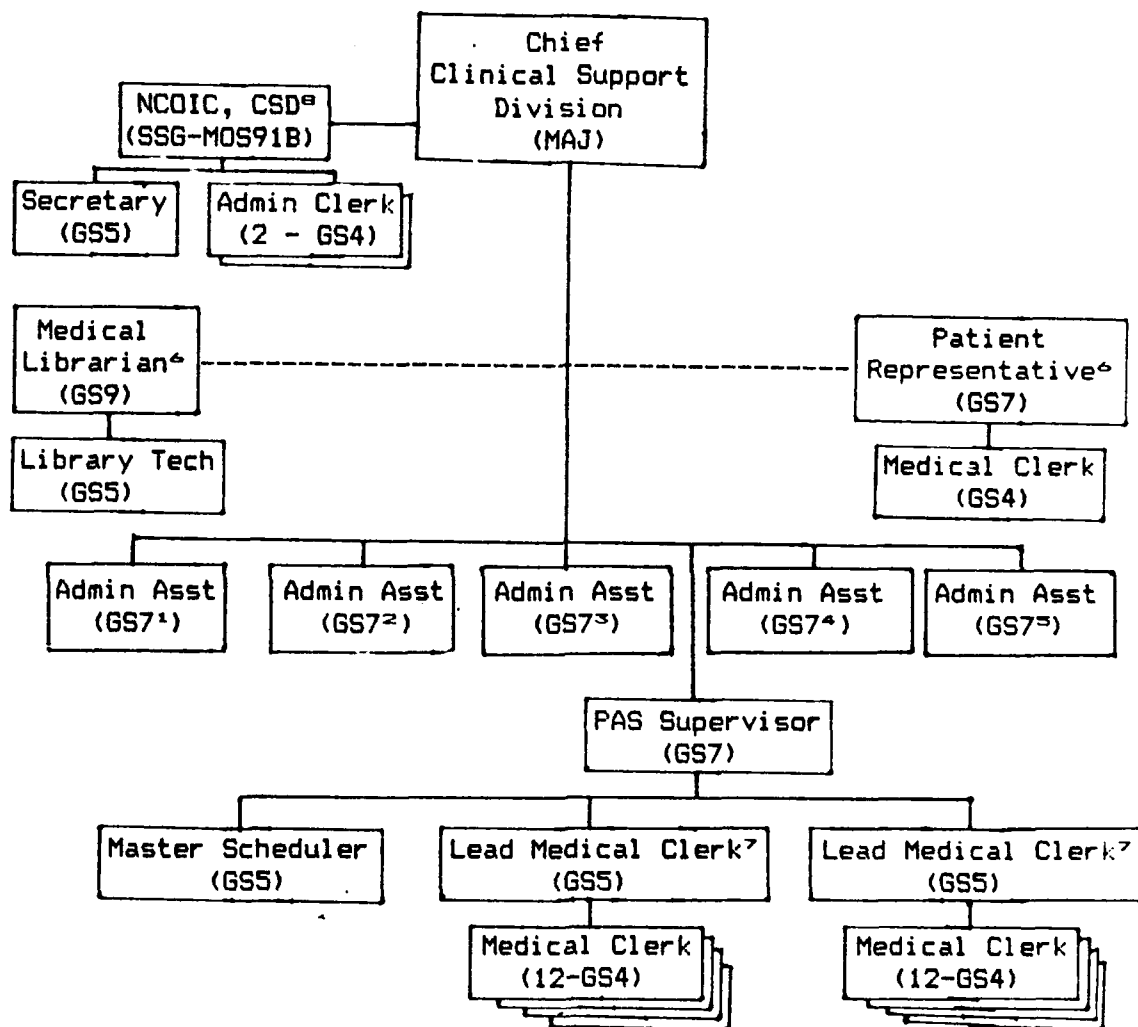 Chief
Clinical Support
Division
(MAJ)
NCOIC, CSD⁸
(SSG-MOS91B)
Secretary
(GS5)
Admin Clerk
(2 - GS4)
Medical
Librarian⁶
(GS9)
Library Tech
(GS5)
Patient
Representative⁶
(GS7)
Medical Clerk
(GS4)
Admin Asst
(GS7¹)
Admin Asst
(GS7²)
Admin Asst
(GS7³)
Admin Asst
(GS7⁴)
Admin Asst
(GS7⁵)
PAS Supervisor
(GS7)
Master Scheduler
(GS5)
Lead Medical Clerk⁷
(GS5)
Lead Medical Clerk⁷
(GS5)
Medical Clerk
(12-GS4)
Medical Clerk
(12-GS4)